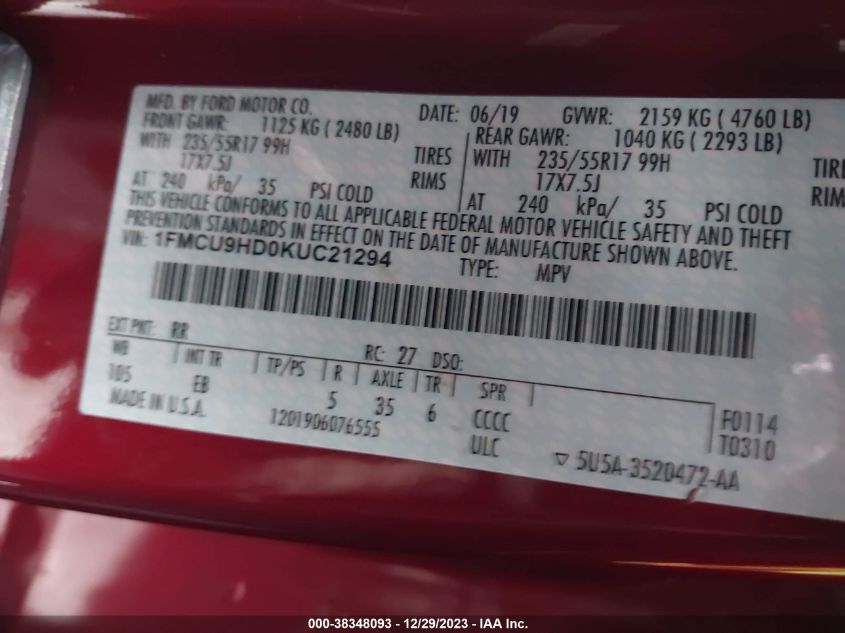 MFD. BY FORD MOTOR CO. DATE: 06/19 GVWR: 2159 KG ( 4760 LB)
FRONT GAWR: 1125 KG ( 2480 LB) REAR GAWR: 1040 KG ( 2293 LB)
WITH 235/55R17 99H TIRES WITH 235/55R17 99H TIRE
17X7.5J RIMS 17X7.5J RIM
AT 240 kPa/ 35 PSI COLD AT 240 kPa/ 35 PSI COLD
THIS VEHICLE CONFORMS TO ALL APPLICABLE FEDERAL MOTOR VEHICLE SAFETY AND THEFT
PREVENTION STANDARDS IN EFFECT ON THE DATE OF MANUFACTURE SHOWN ABOVE.
VIN: 1FMCU9HD0KUC21294 TYPE: MPV
EXT PNT: RR RC: 27 DSO:
WB INT TR TP/PS R AXLE TR SPR
105 EB 5 35 6 CCCC F0114
MADE IN U.S.A. 1201906076555 ULC T0310
▽ 5U5A-3520472-AA
000-38348093 - 12/29/2023 - IAAI.com.